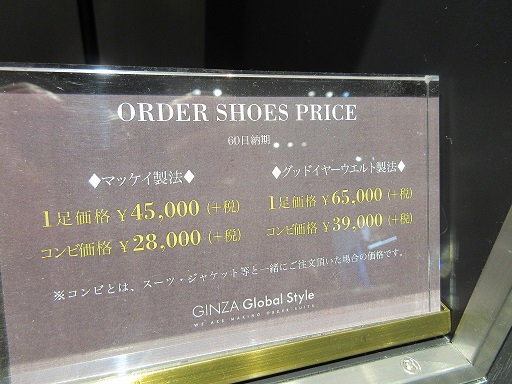 ORDER SHOES PRICE
60日納期
◆マッケイ製法◆
1足価格 ¥45,000 (+税)
コンビ価格 ¥28,000 (+税)
◆グッドイヤーウエルト製法◆
1足価格 ¥65,000 (+税)
コンビ価格 ¥39,000 (+税)
※コンビとは、スーツ・ジャケット等と一緒にご注文頂いた場合の価格です。
GINZA Global Style
WE ARE MAKING ORDER SUITS